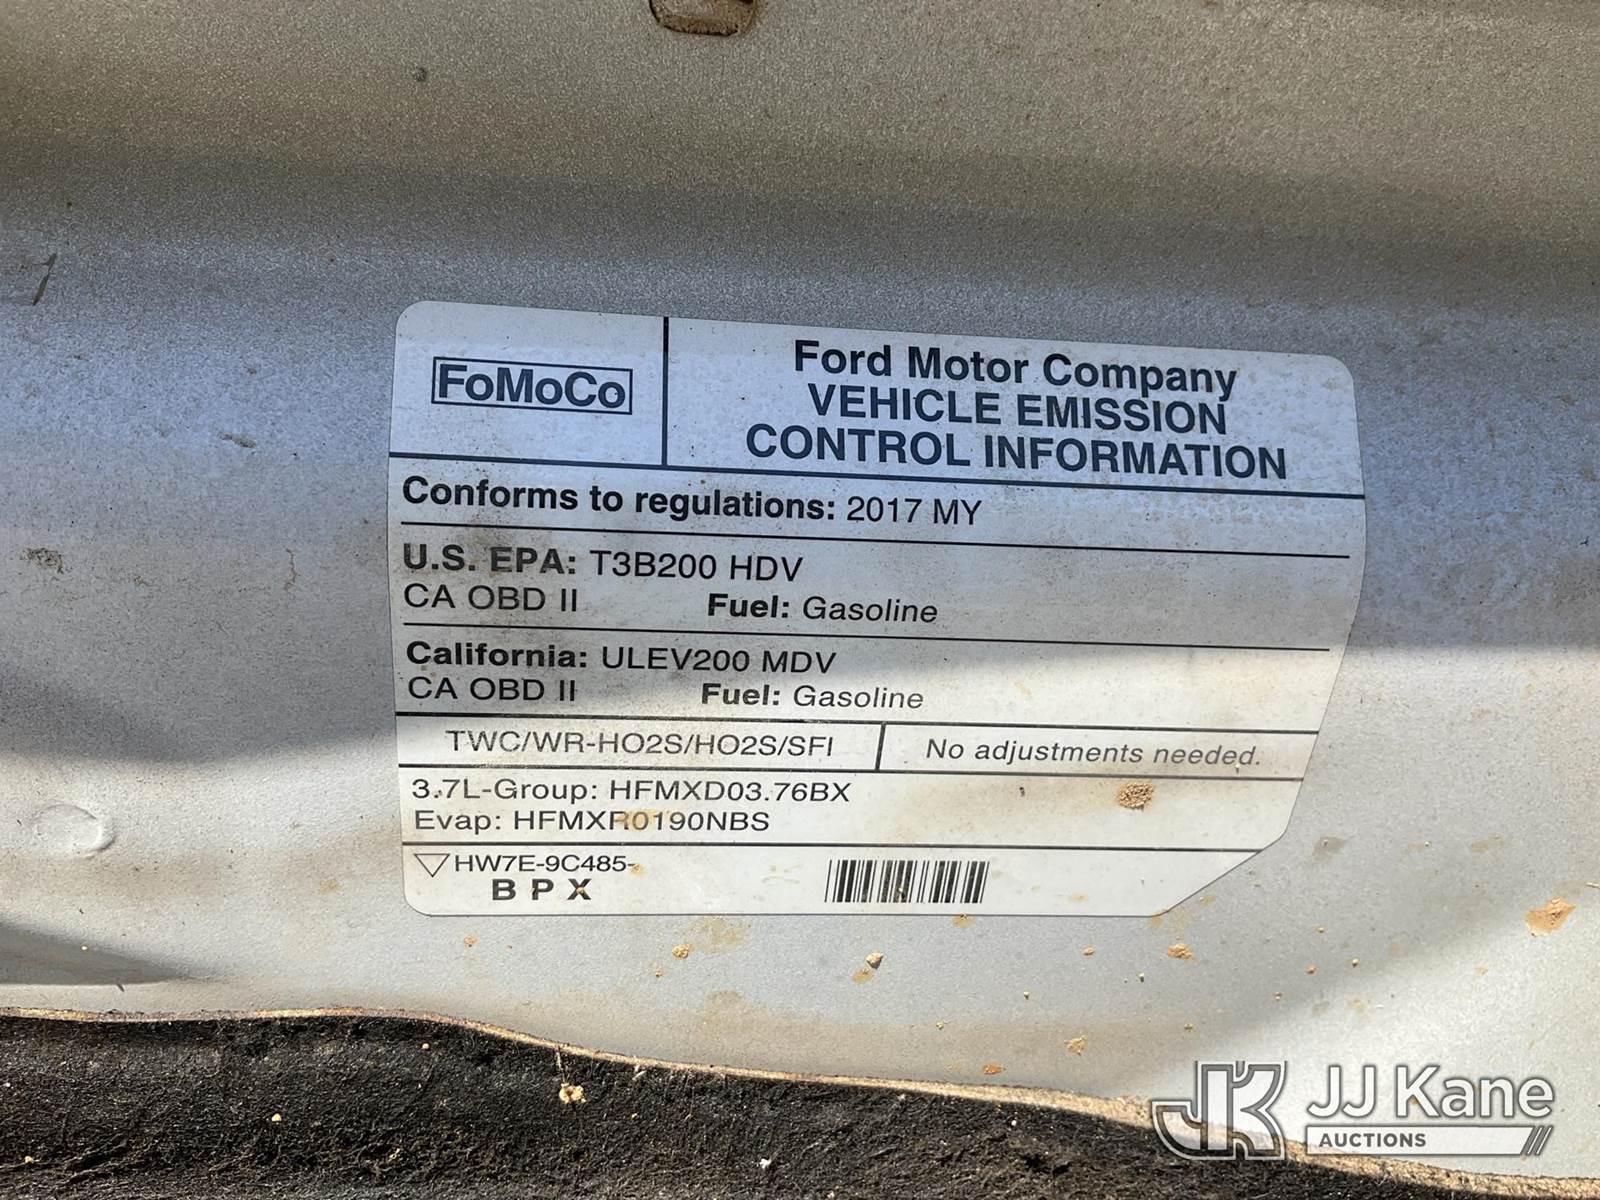 FoMoCo
Ford Motor Company
VEHICLE EMISSION
CONTROL INFORMATION
Conforms to regulations: 2017 MY
U.S. EPA: T3B200 HDV
CA OBD II Fuel: Gasoline
California: ULEV200 MDV
CA OBD II Fuel: Gasoline
TWC/WR-HO2S/HO2S/SFI No adjustments needed.
3.7L-Group: HFMXD03.76BX
Evap: HFMXR0190NBS
HW7E-9C485-
B P X
JK JJ Kane
AUCTIONS